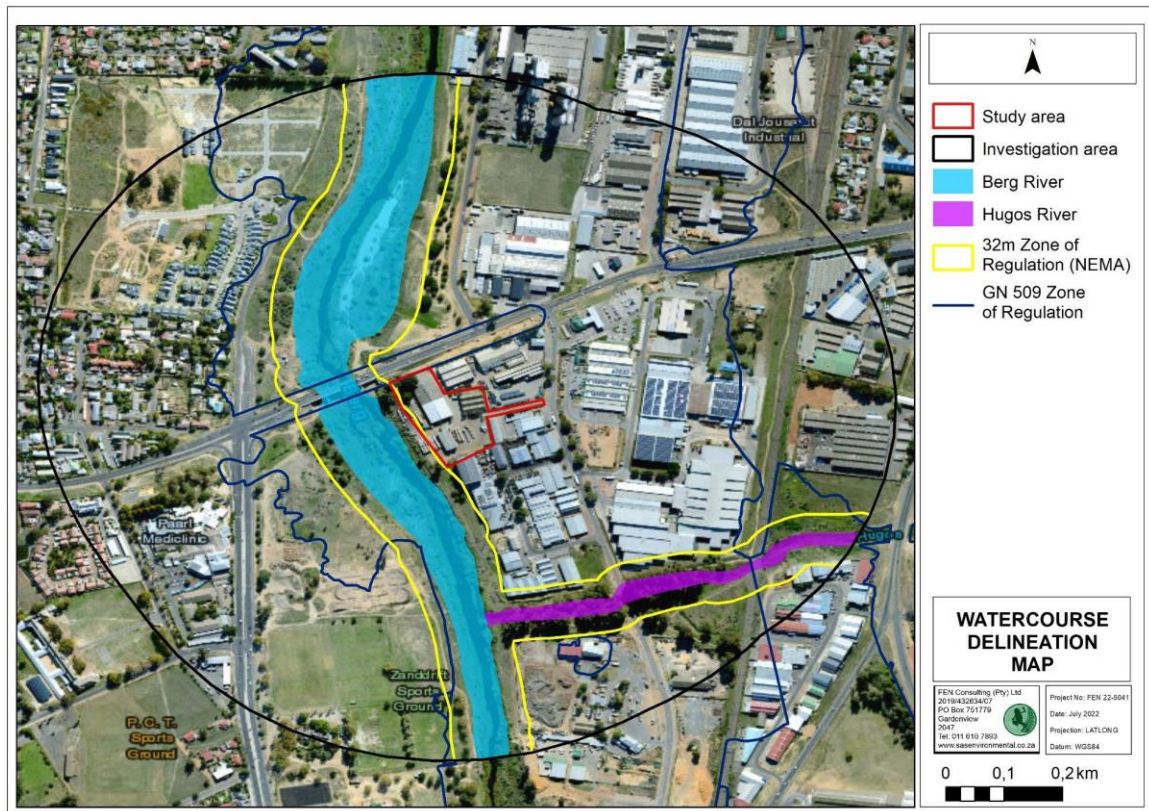 Dal Jousafat
Industrial
Paarl
Mediclinic
Zanddrift
Sports
Ground
P. C. T.
Sports
Ground
Hugos
N
Study area
Investigation area
Berg River
Hugos River
32m Zone of
Regulation (NEMA)
GN 509 Zone
of Regulation
WATERCOURSE
DELINEATION
MAP
FEN Consulting (Pty) Ltd
2019/432634/07
PO Box 751779
Gardenview
2047
Tel: 011 616 7893
www.sasenvironmental.co.za
Project No: FEN 22-5041
Date: July 2022
Projection: LATLONG
Datum: WGS84
0 0,1 0,2 km